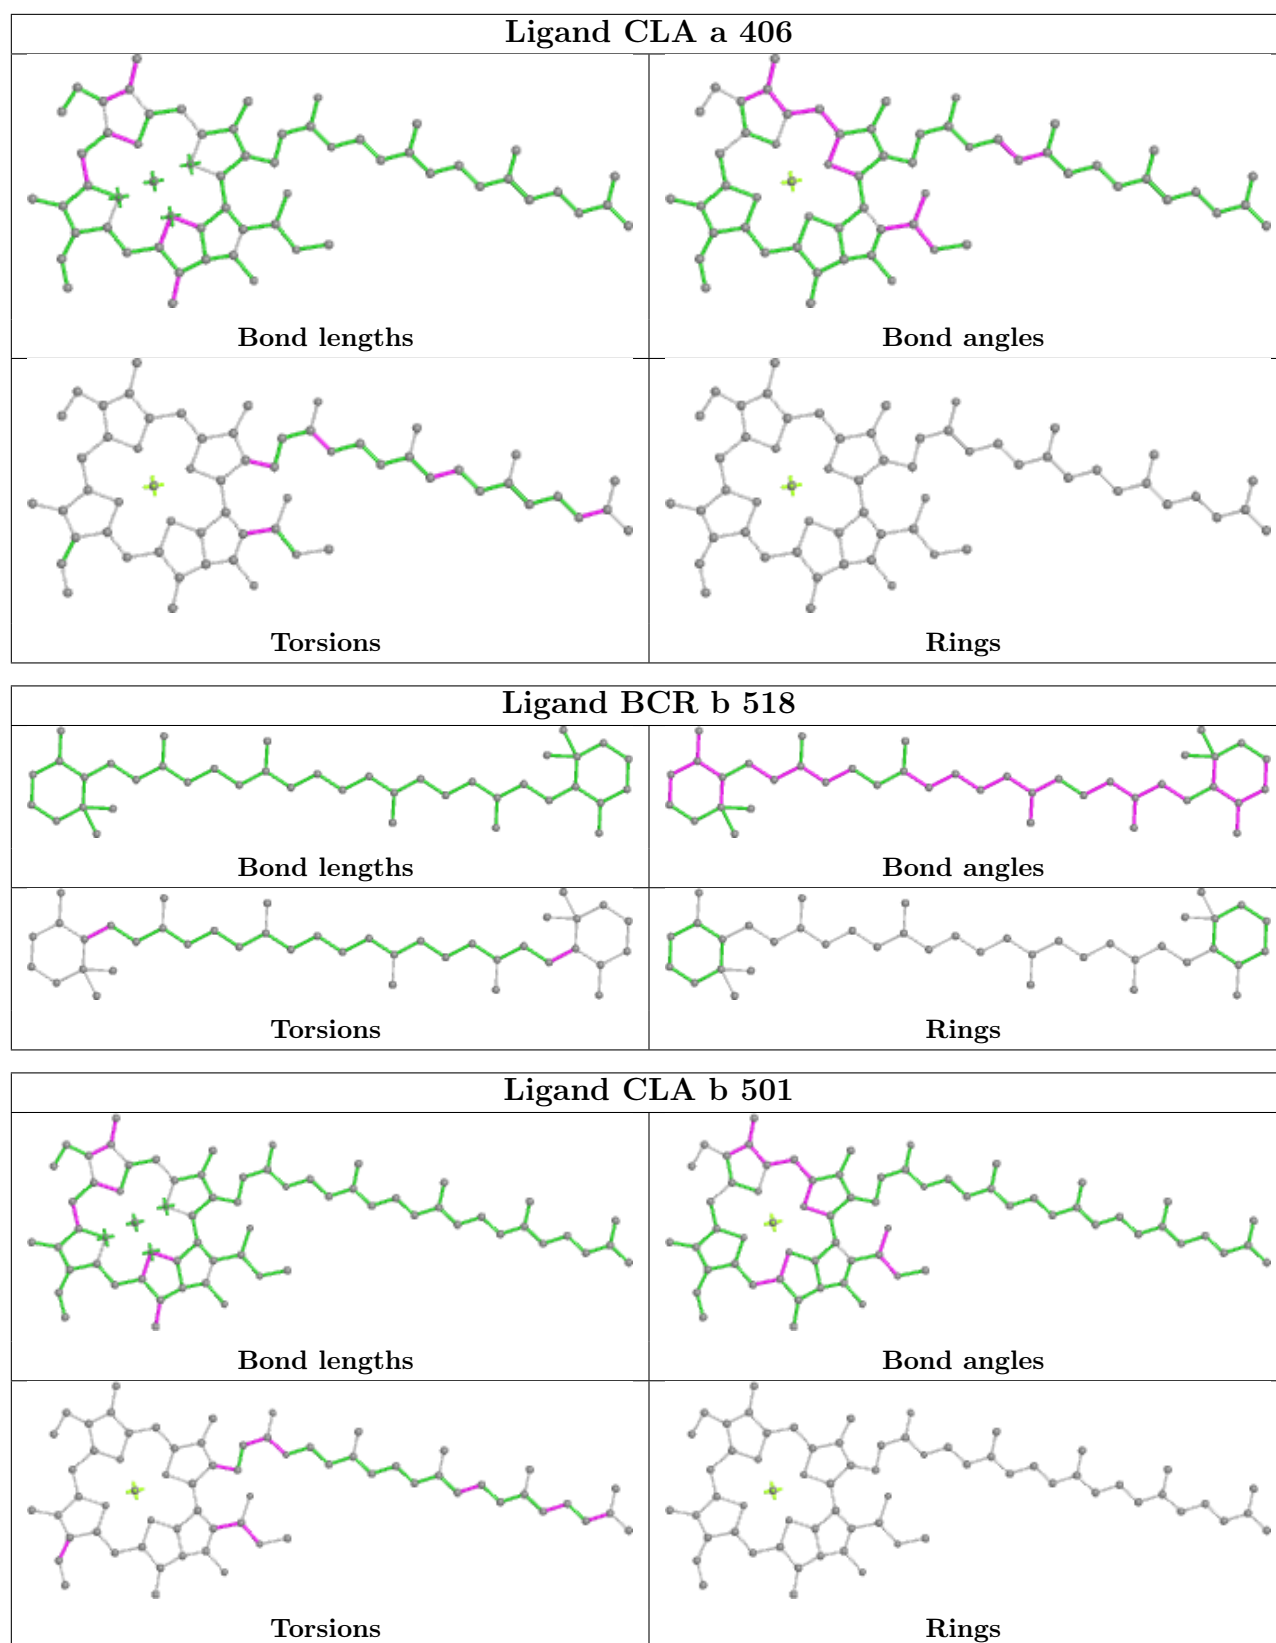 Ligand CLA a 406
Bond lengths
Bond angles
Torsions
Rings
Ligand BCR b 518
Bond lengths
Bond angles
Torsions
Rings
Ligand CLA b 501
Bond lengths
Bond angles
Torsions
Rings